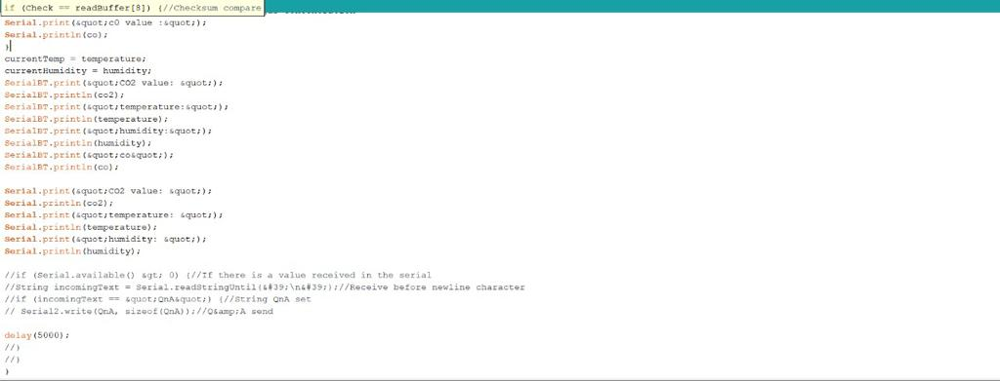 if (Check == readBuffer[8]) {//Checksum compare
Serial.print(&quot;c0 value :&quot;);
Serial.println(co);
}
currentTemp = temperature;
currentHumidity = humidity;
SerialBT.print(&quot;CO2 value: &quot;);
SerialBT.println(co2);
SerialBT.print(&quot;temperature:&quot;);
SerialBT.println(temperature);
SerialBT.print(&quot;humidity:&quot;);
SerialBT.println(humidity);
SerialBT.print(&quot;co&quot;);
SerialBT.println(co);
Serial.print(&quot;CO2 value: &quot;);
Serial.println(co2);
Serial.print(&quot;temperature: &quot;);
Serial.println(temperature);
Serial.print(&quot;humidity: &quot;);
Serial.println(humidity);
//if (Serial.available() &gt; 0) {//If there is a value received in the serial
//String incomingText = Serial.readStringUntil(&#39;\n&#39;);//Receive before newline character
//if (incomingText == &quot;QnA&quot;) {//String QnA set
// Serial2.write(QnA, sizeof(QnA));//Q&amp;A send
delay(5000);
//}
//}
}